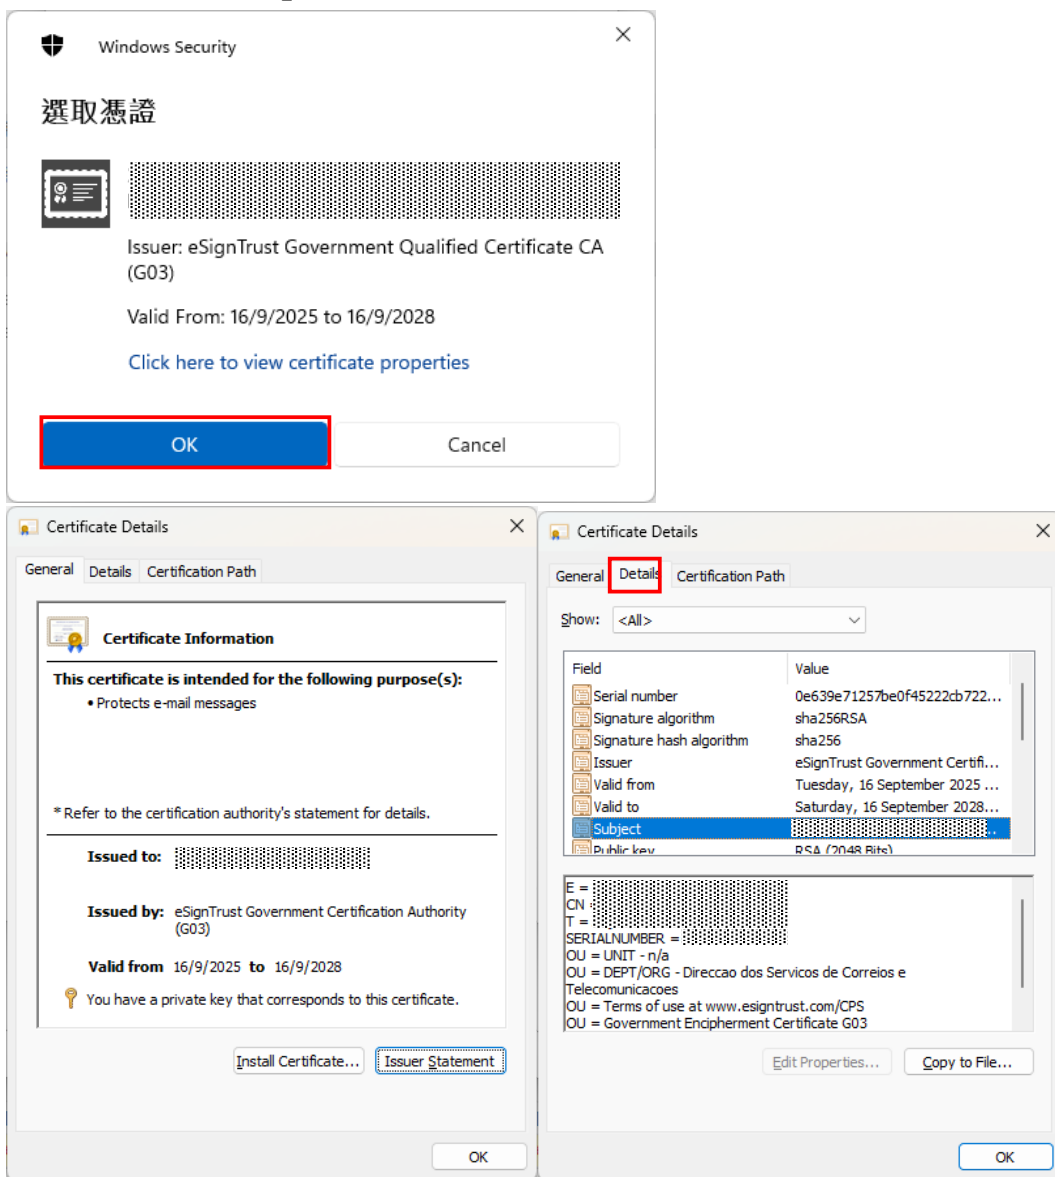 Windows Security
選取憑證
Issuer: eSignTrust Government Qualified Certificate CA
(G03)
Valid From: 16/9/2025 to 16/9/2028
Click here to view certificate properties
OK
Cancel
Certificate Details
General Details Certification Path
Certificate Information
This certificate is intended for the following purpose(s):
• Protects e-mail messages
* Refer to the certification authority's statement for details.
Issued to:
Issued by: eSignTrust Government Certification Authority
(G03)
Valid from 16/9/2025 to 16/9/2028
You have a private key that corresponds to this certificate.
Install Certificate... Issuer Statement
OK
Certificate Details
General Details Certification Path
Show: <All>
Field Value
Serial number 0e639e71257be0f45222cb722...
Signature algorithm sha256RSA
Signature hash algorithm sha256
Issuer eSignTrust Government Certifi...
Valid from Tuesday, 16 September 2025 ...
Valid to Saturday, 16 September 2028...
Subject ..
Public key RSA (2048 Bits)
E =
CN
T =
SERIALNUMBER =
OU = UNIT - n/a
OU = DEPT/ORG - Direccao dos Servicos de Correios e
Telecomunicacoes
OU = Terms of use at www.esigntrust.com/CPS
OU = Government Encipherment Certificate G03
Edit Properties... Copy to File...
OK